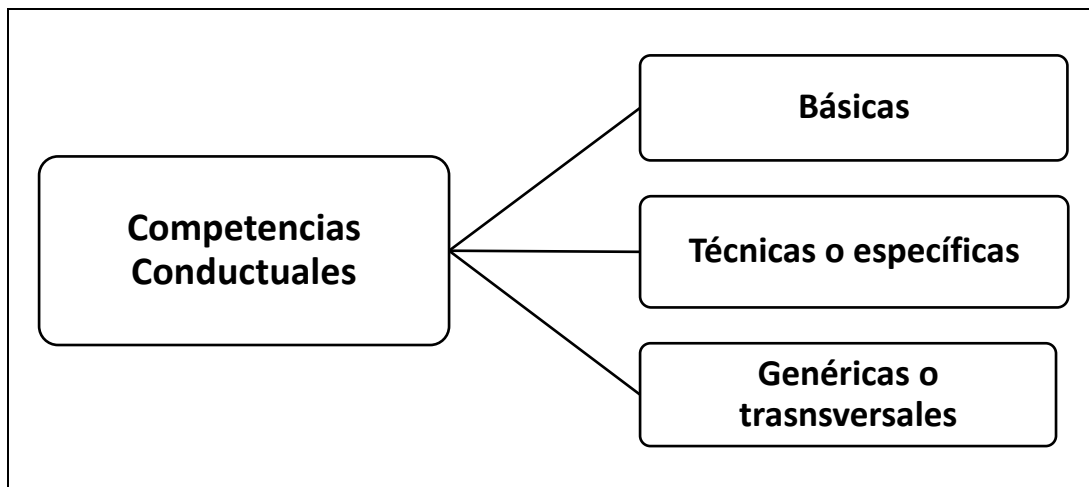 Competencias
Conductuales
Básicas
Técnicas o específicas
Genéricas o
trasnsversales